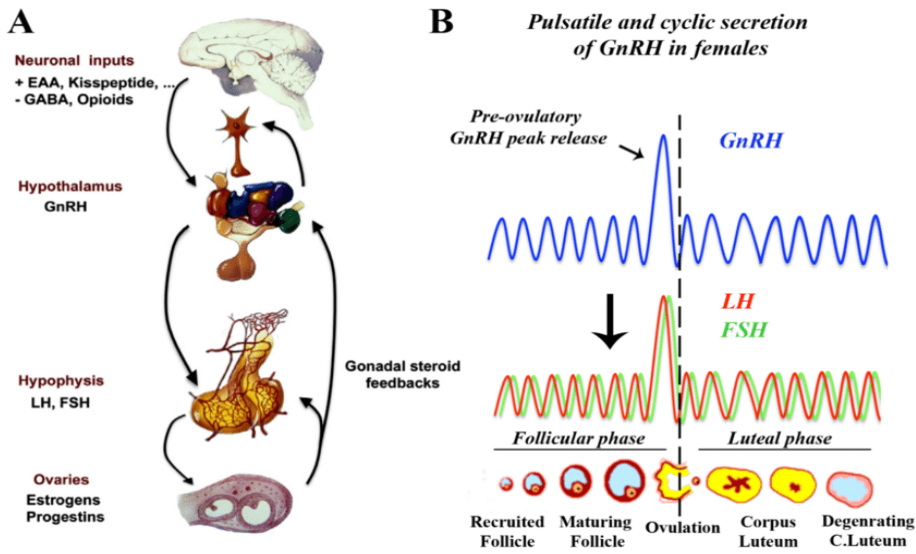 A
Neuronal inputs
+ EAA, Kisspeptide, ...
- GABA, Opioids
Hypothalamus
GnRH
Hypophysis
LH, FSH
Ovaries
Estrogens
Progestins
Gonadal steroid
feedbacks
B
Pulsatile and cyclic secretion
of GnRH in females
Pre-ovulatory
GnRH peak release
GnRH
LH
FSH
Follicular phase
Luteal phase
Recruited
Follicle
Maturing
Follicle
Ovulation
Corpus
Luteum
Degenrating
C.Luteum